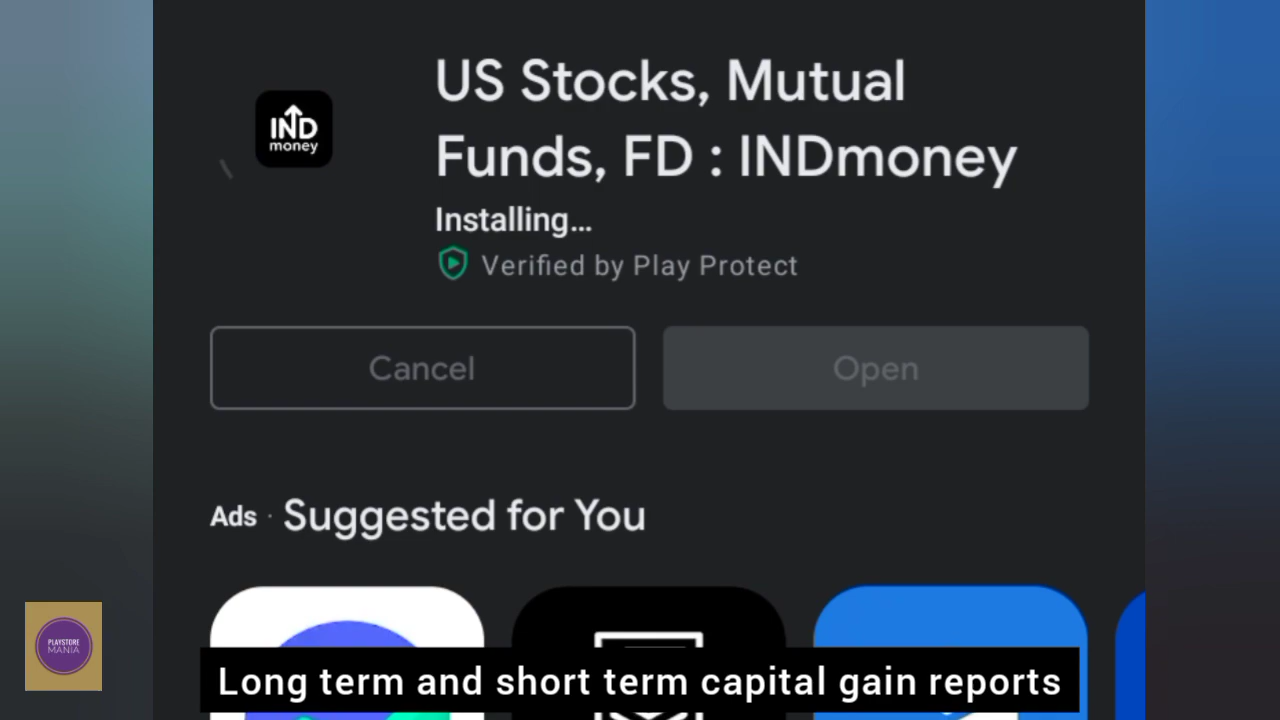 US Stocks, Mutual
IND
money
Funds, FD : INDmoney
Installing...
Verified by Play Protect
Cancel
Open
Ads · Suggested for You
PLAYSTORE
MANIA
Long term and short term capital gain reports